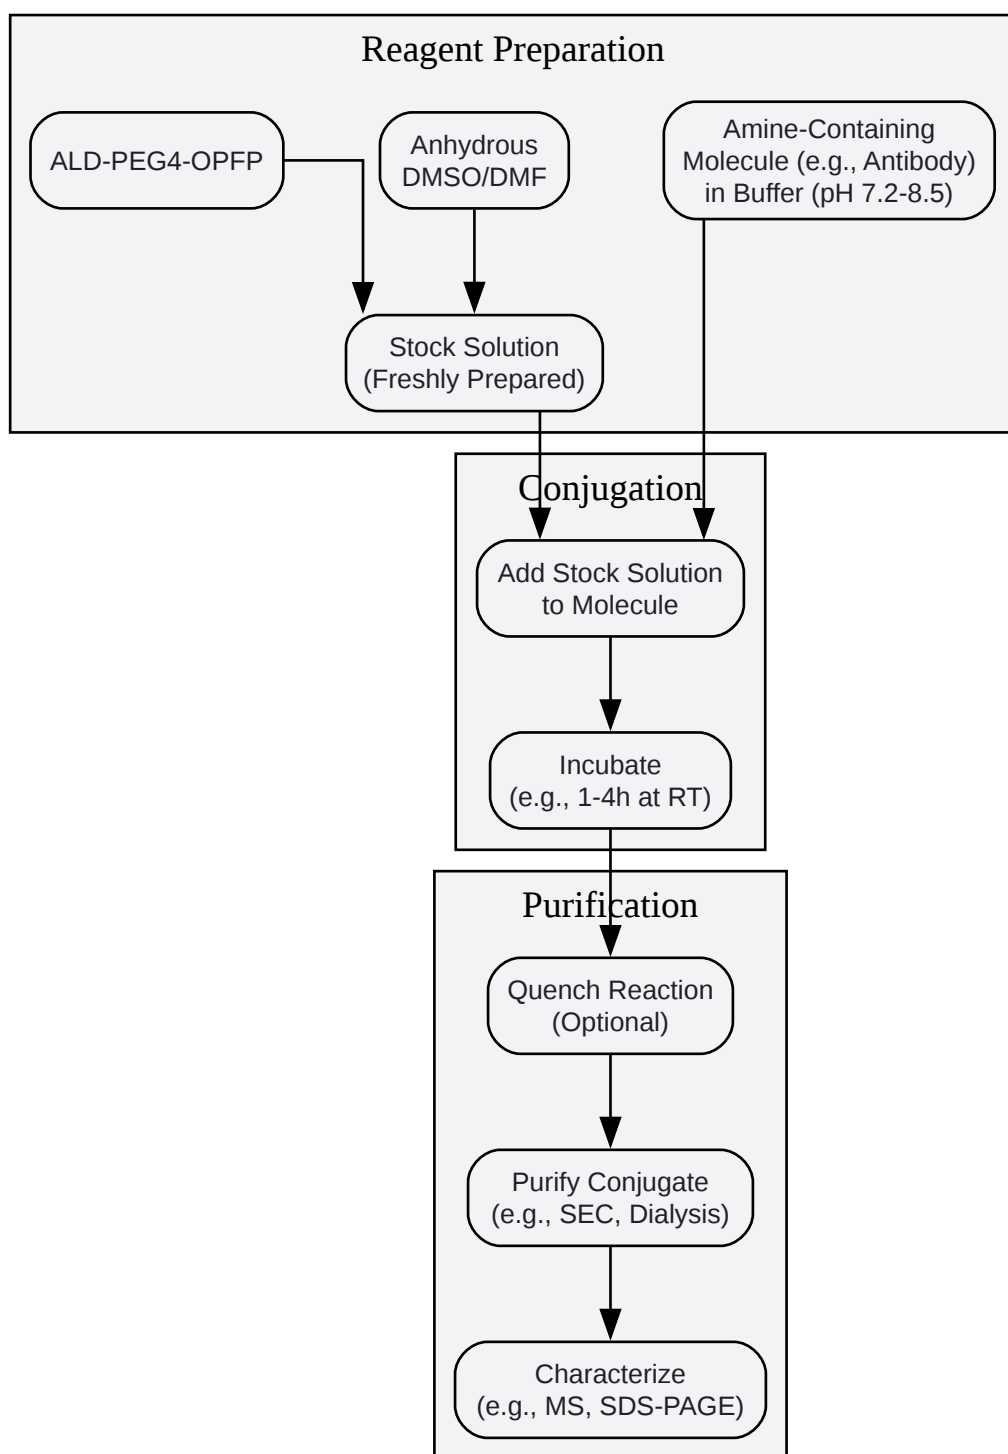 Reagent Preparation
ALD-PEG4-OPFP
Anhydrous
DMSO/DMF
Amine-Containing
Molecule (e.g., Antibody)
in Buffer (pH 7.2-8.5)
Stock Solution
(Freshly Prepared)
Conjugation
Add Stock Solution
to Molecule
Incubate
(e.g., 1-4h at RT)
Purification
Quench Reaction
(Optional)
Purify Conjugate
(e.g., SEC, Dialysis)
Characterize
(e.g., MS, SDS-PAGE)